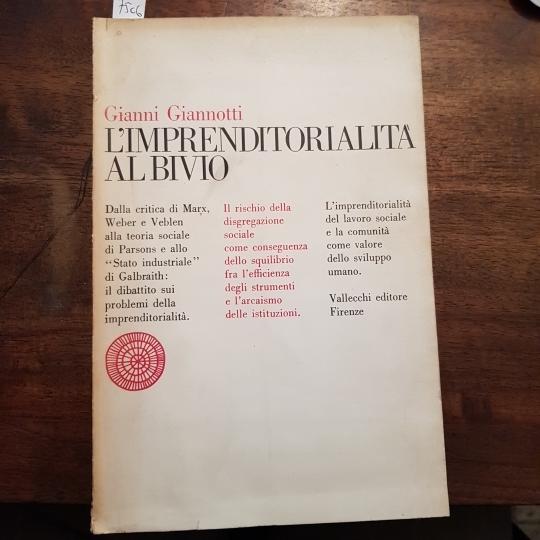 7506
Gianni Giannotti
L'IMPRENDITORIALITÀ
AL BIVIO
Dalla critica di Marx,
Weber e Veblen
alla teoria sociale
di Parsons e allo
“Stato industriale”
di Galbraith:
il dibattito sui
problemi della
imprenditorialità.
Il rischio della
disgregazione
sociale
come conseguenza
dello squilibrio
fra l'efficienza
degli strumenti
e l'arcaismo
delle istituzioni.
L'imprenditorialità
del lavoro sociale
e la comunità
come valore
dello sviluppo
umano.
Vallecchi editore
Firenze